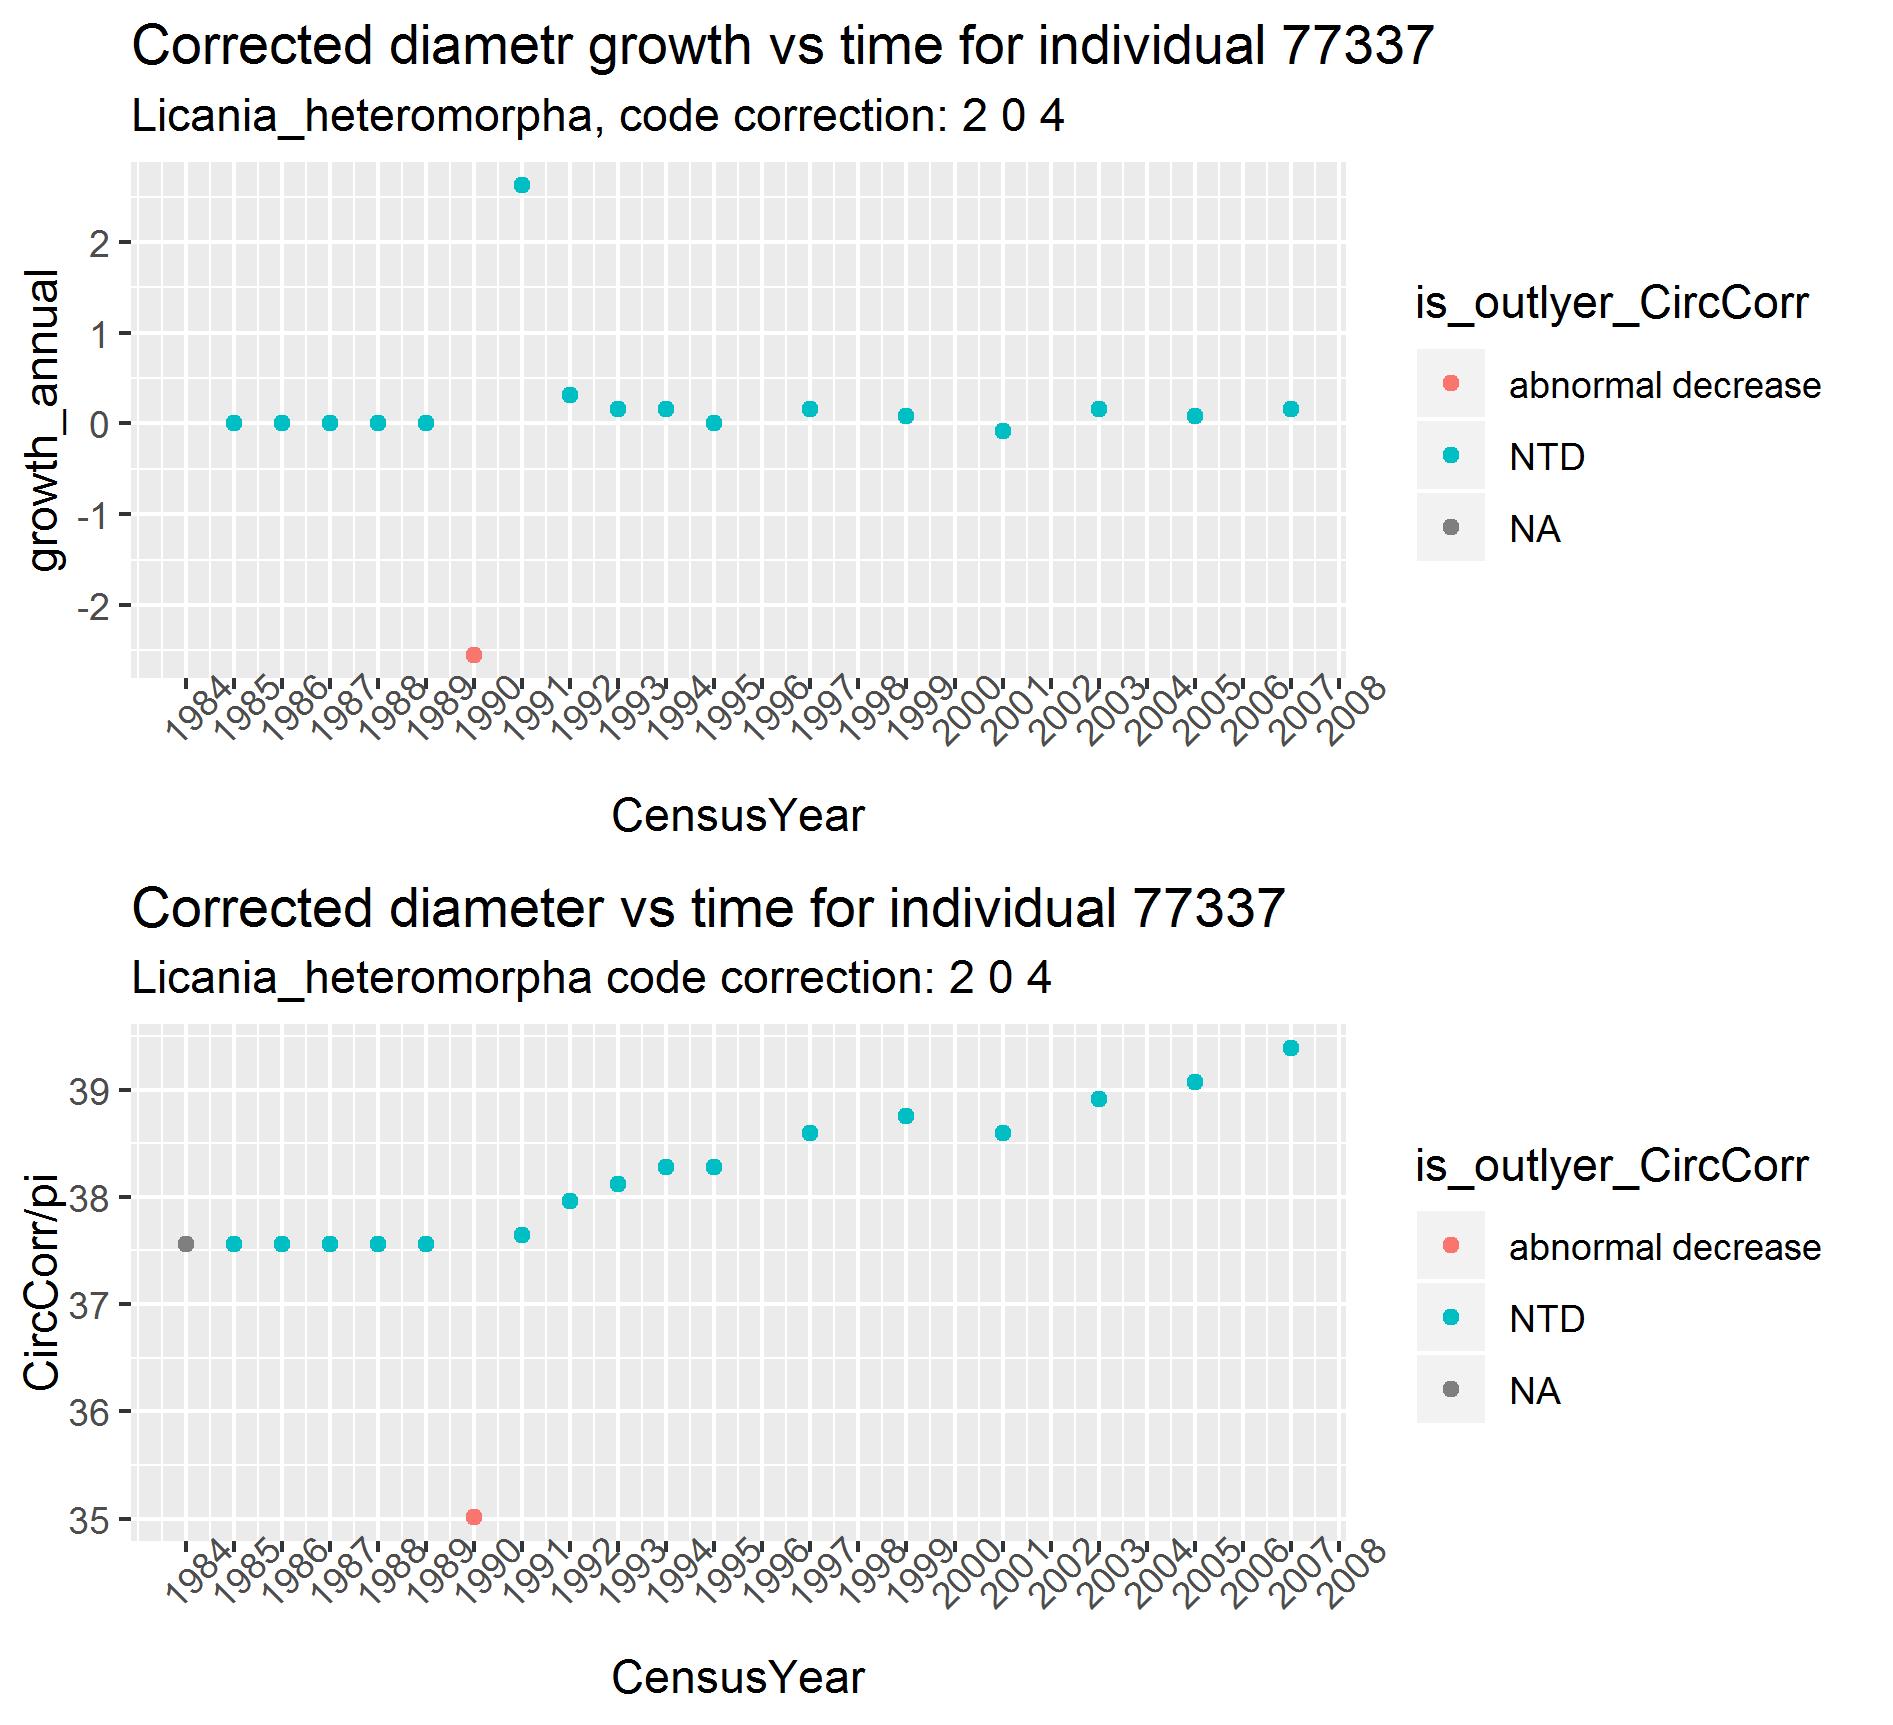 Corrected diametr growth vs time for individual 77337
Licania_heteromorpha, code correction: 2 0 4
growth_annual
2
1
0
-1
-2
1984 1985 1986 1987 1988 1989 1990 1991 1992 1993 1994 1995 1996 1997 1998 1999 2000 2001 2002 2003 2004 2005 2006 2007 2008
CensusYear
is_outlyer_CircCorr
abnormal decrease
NTD
NA
Corrected diameter vs time for individual 77337
Licania_heteromorpha code correction: 2 0 4
CircCorr/pi
39
38
37
36
35
1984 1985 1986 1987 1988 1989 1990 1991 1992 1993 1994 1995 1996 1997 1998 1999 2000 2001 2002 2003 2004 2005 2006 2007 2008
CensusYear
is_outlyer_CircCorr
abnormal decrease
NTD
NA